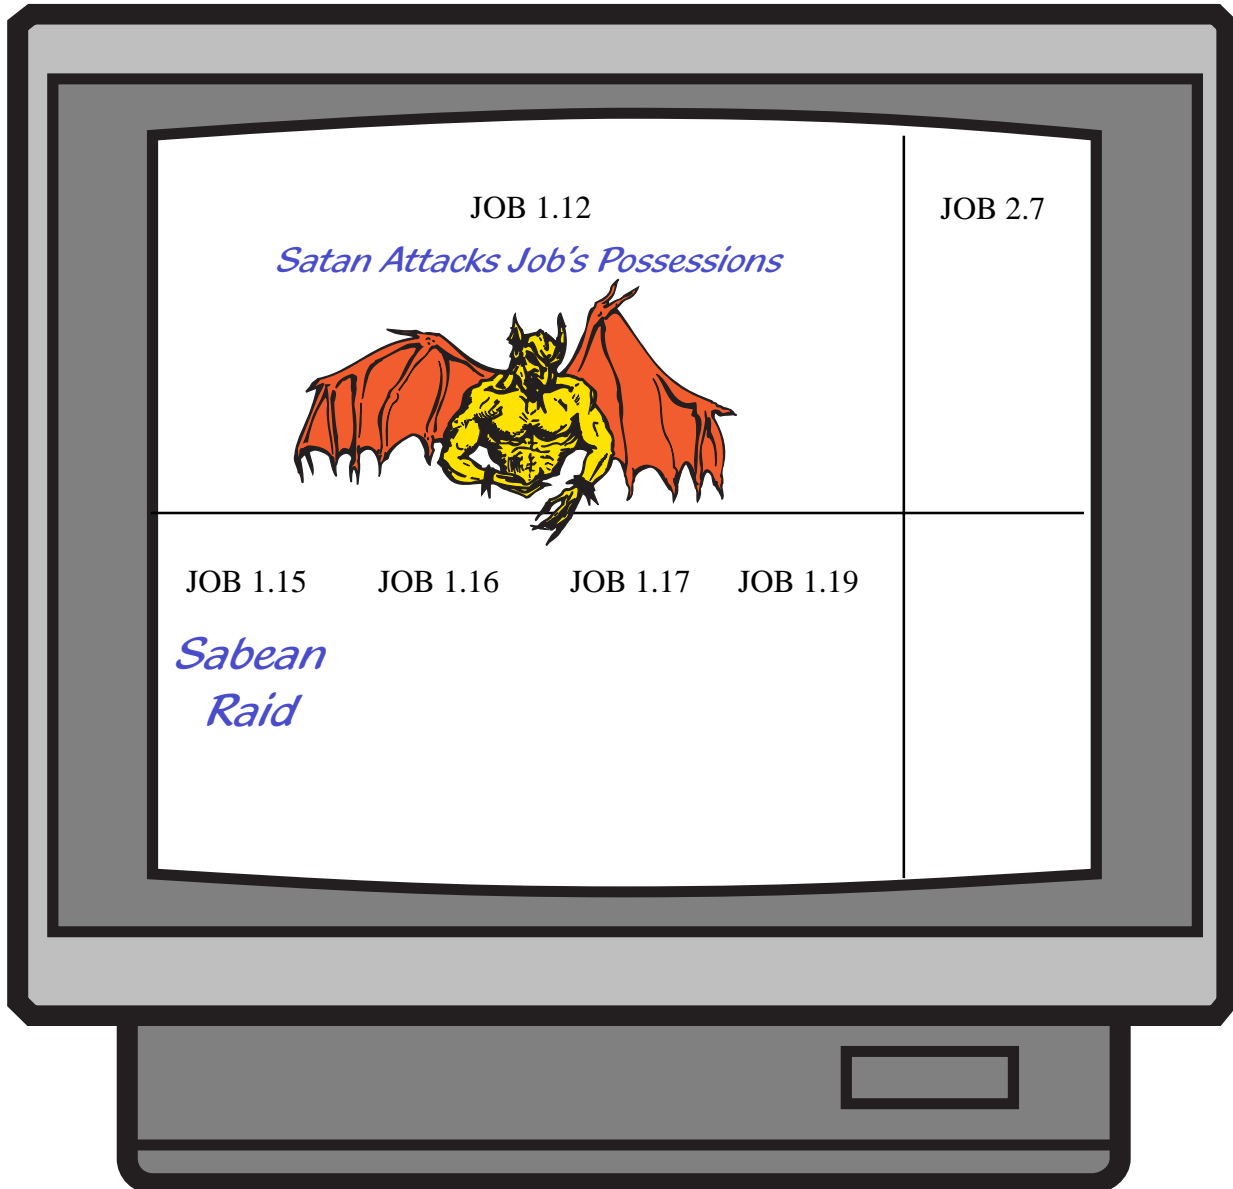 JOB 1.12
JOB 2.7
Satan Attacks Job's Possessions
JOB 1.15 JOB 1.16 JOB 1.17 JOB 1.19
Sabean
Raid